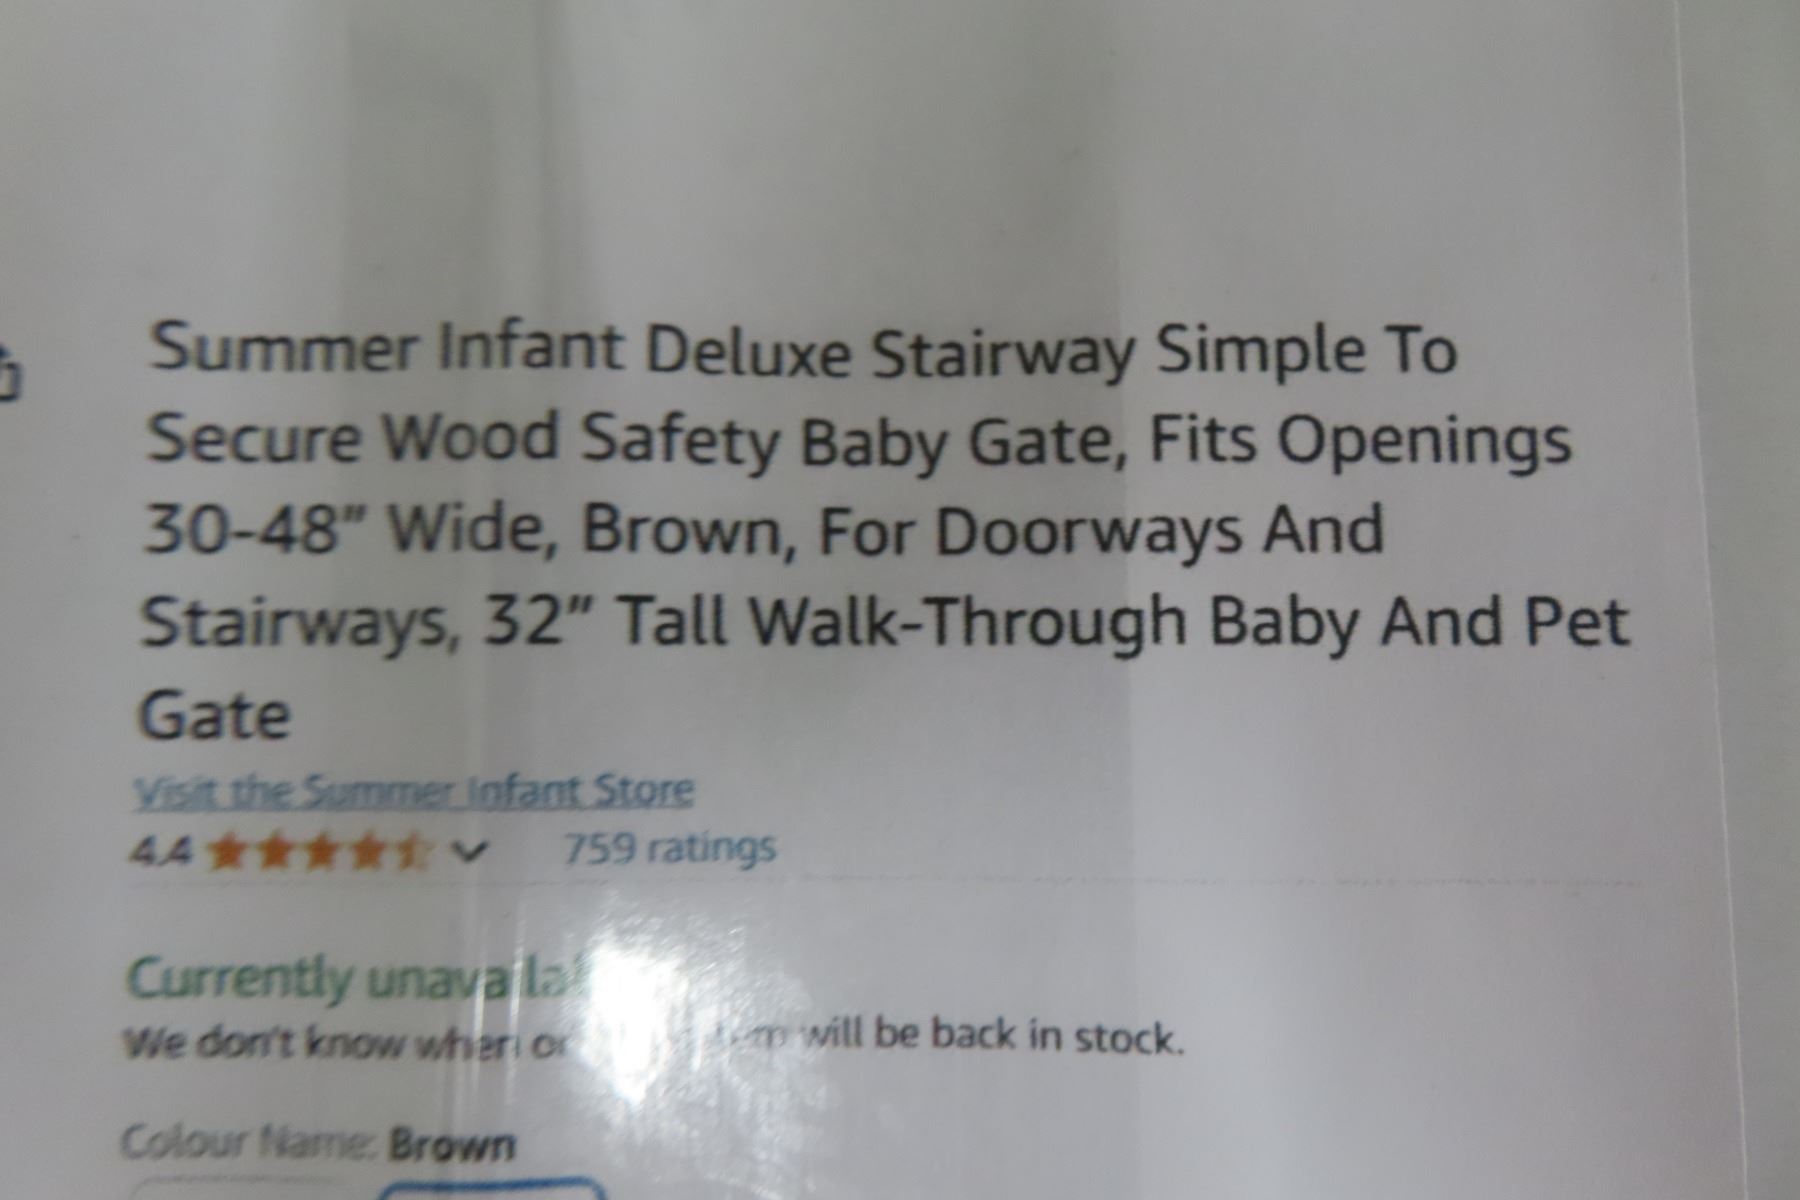 Summer Infant Deluxe Stairway Simple To
Secure Wood Safety Baby Gate, Fits Openings
30-48" Wide, Brown, For Doorways And
Stairways, 32" Tall Walk-Through Baby And Pet
Gate
Visit the Summer Infant Store
4.4 759 ratings
Currently
We don't know when or will be back in stock.
Colour Name: Brown